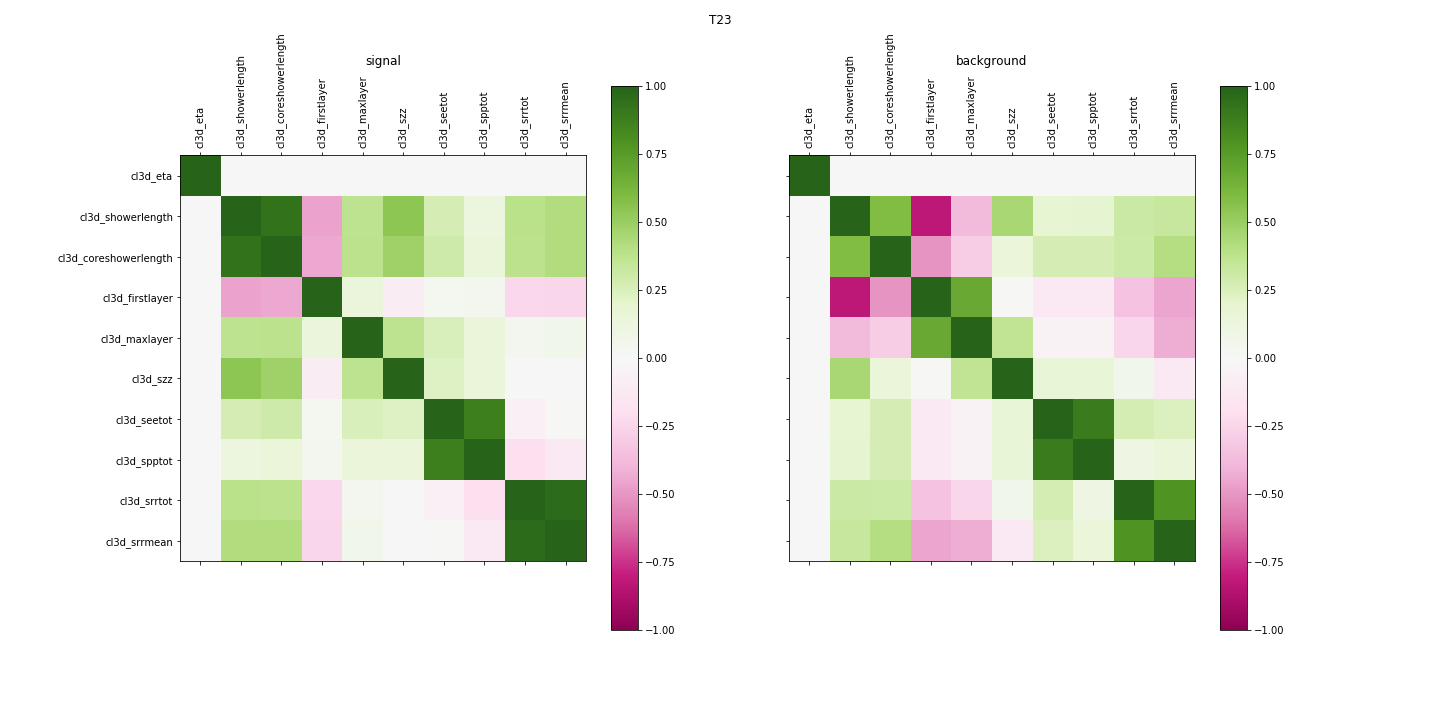 T23
signal
cl3d_eta
cl3d_showerlength
cl3d_coreshowerlength
cl3d_firstlayer
cl3d_maxlayer
cl3d_szz
cl3d_seetot
cl3d_spptot
cl3d_srrtot
cl3d_srrmean
cl3d_eta
cl3d_showerlength
cl3d_coreshowerlength
cl3d_firstlayer
cl3d_maxlayer
cl3d_szz
cl3d_seetot
cl3d_spptot
cl3d_srrtot
cl3d_srrmean
1.00
0.75
0.50
0.25
0.00
−0.25
−0.50
−0.75
−1.00
background
cl3d_eta
cl3d_showerlength
cl3d_coreshowerlength
cl3d_firstlayer
cl3d_maxlayer
cl3d_szz
cl3d_seetot
cl3d_spptot
cl3d_srrtot
cl3d_srrmean
1.00
0.75
0.50
0.25
0.00
−0.25
−0.50
−0.75
−1.00